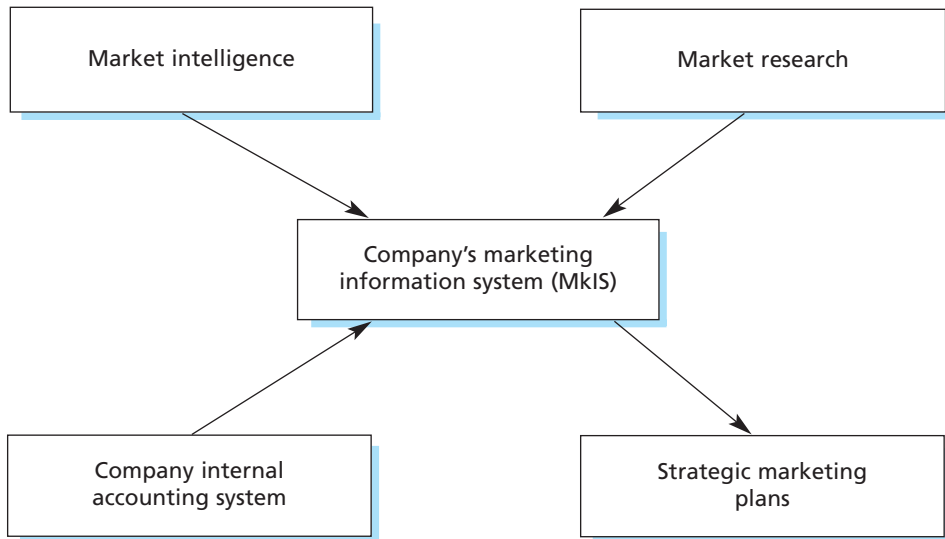 Market intelligence
Market research
Company’s marketing
information system (MkIS)
Company internal
accounting system
Strategic marketing
plans